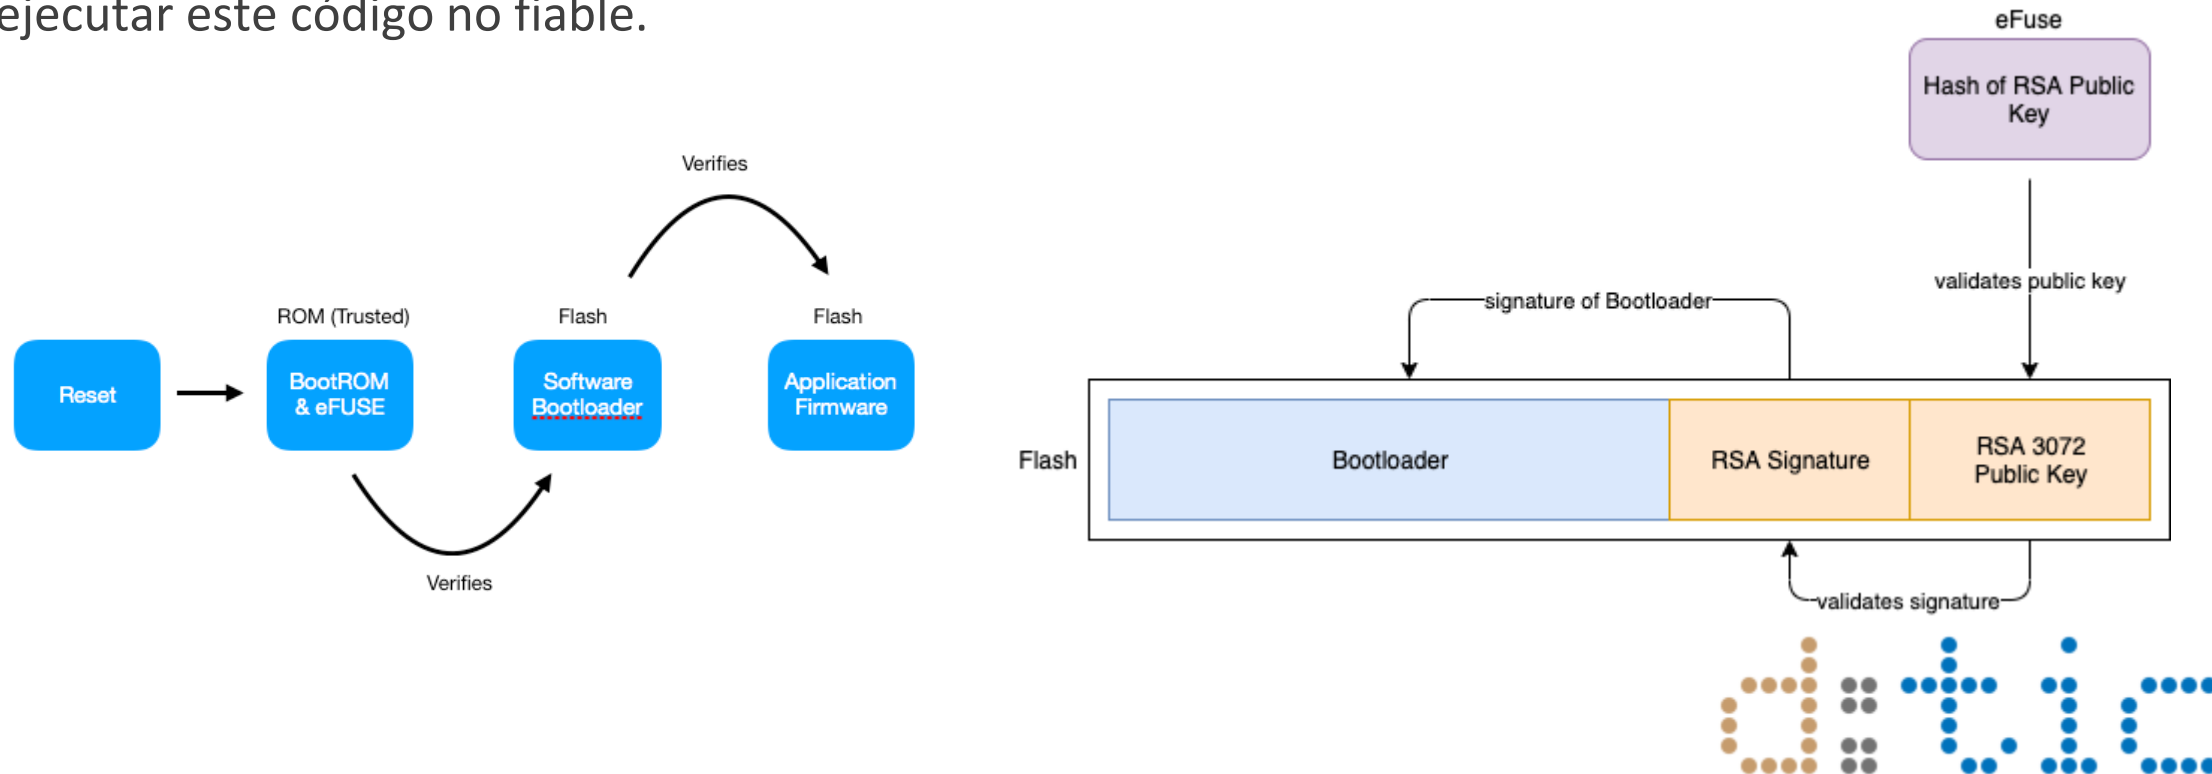 ejecutar este código no fiable.
Verifies
ROM (Trusted)
Flash
Flash
Reset
BootROM
& eFUSE
Software
Bootloader
Application
Firmware
Verifies
eFuse
Hash of RSA Public
Key
validates public key
signature of Bootloader
Flash
Bootloader
RSA Signature
RSA 3072
Public Key
validates signature
d::tic